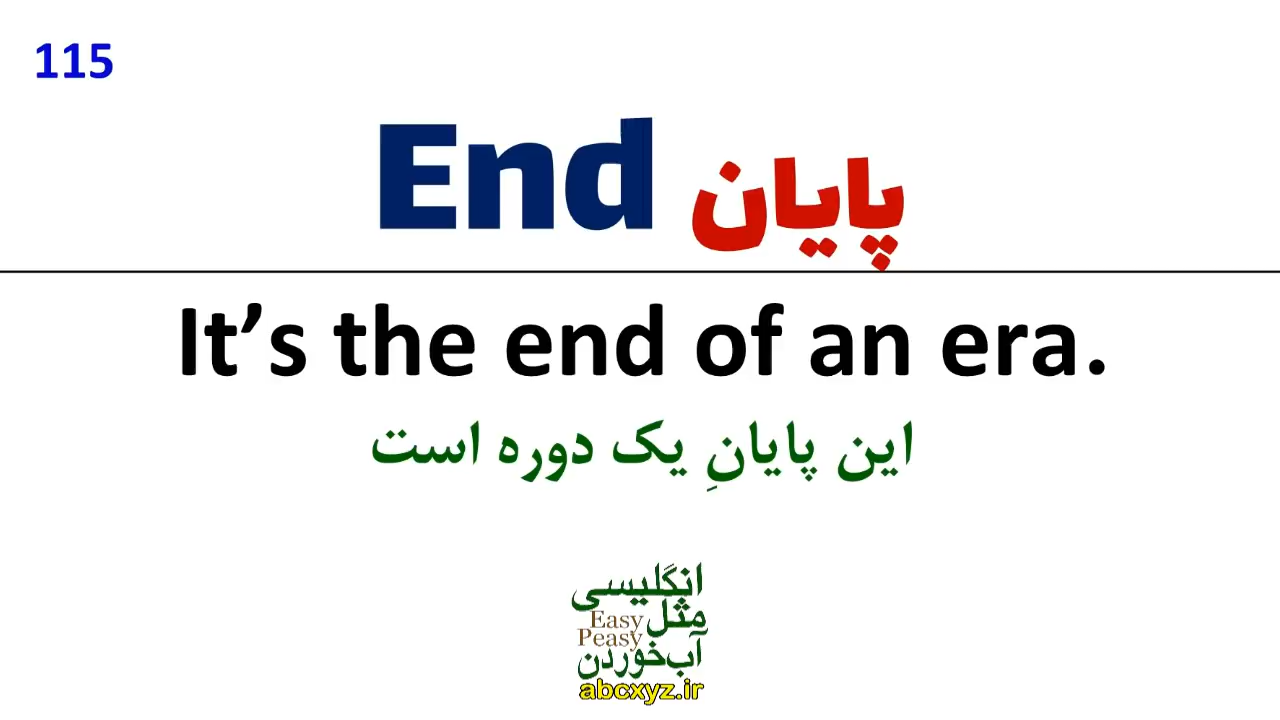 115
End پایان
It’s the end of an era.
این پایانِ یک دوره است
انگلیسی
مثل
Easy
Peasy
آب‌خوردن
abcxyz.ir